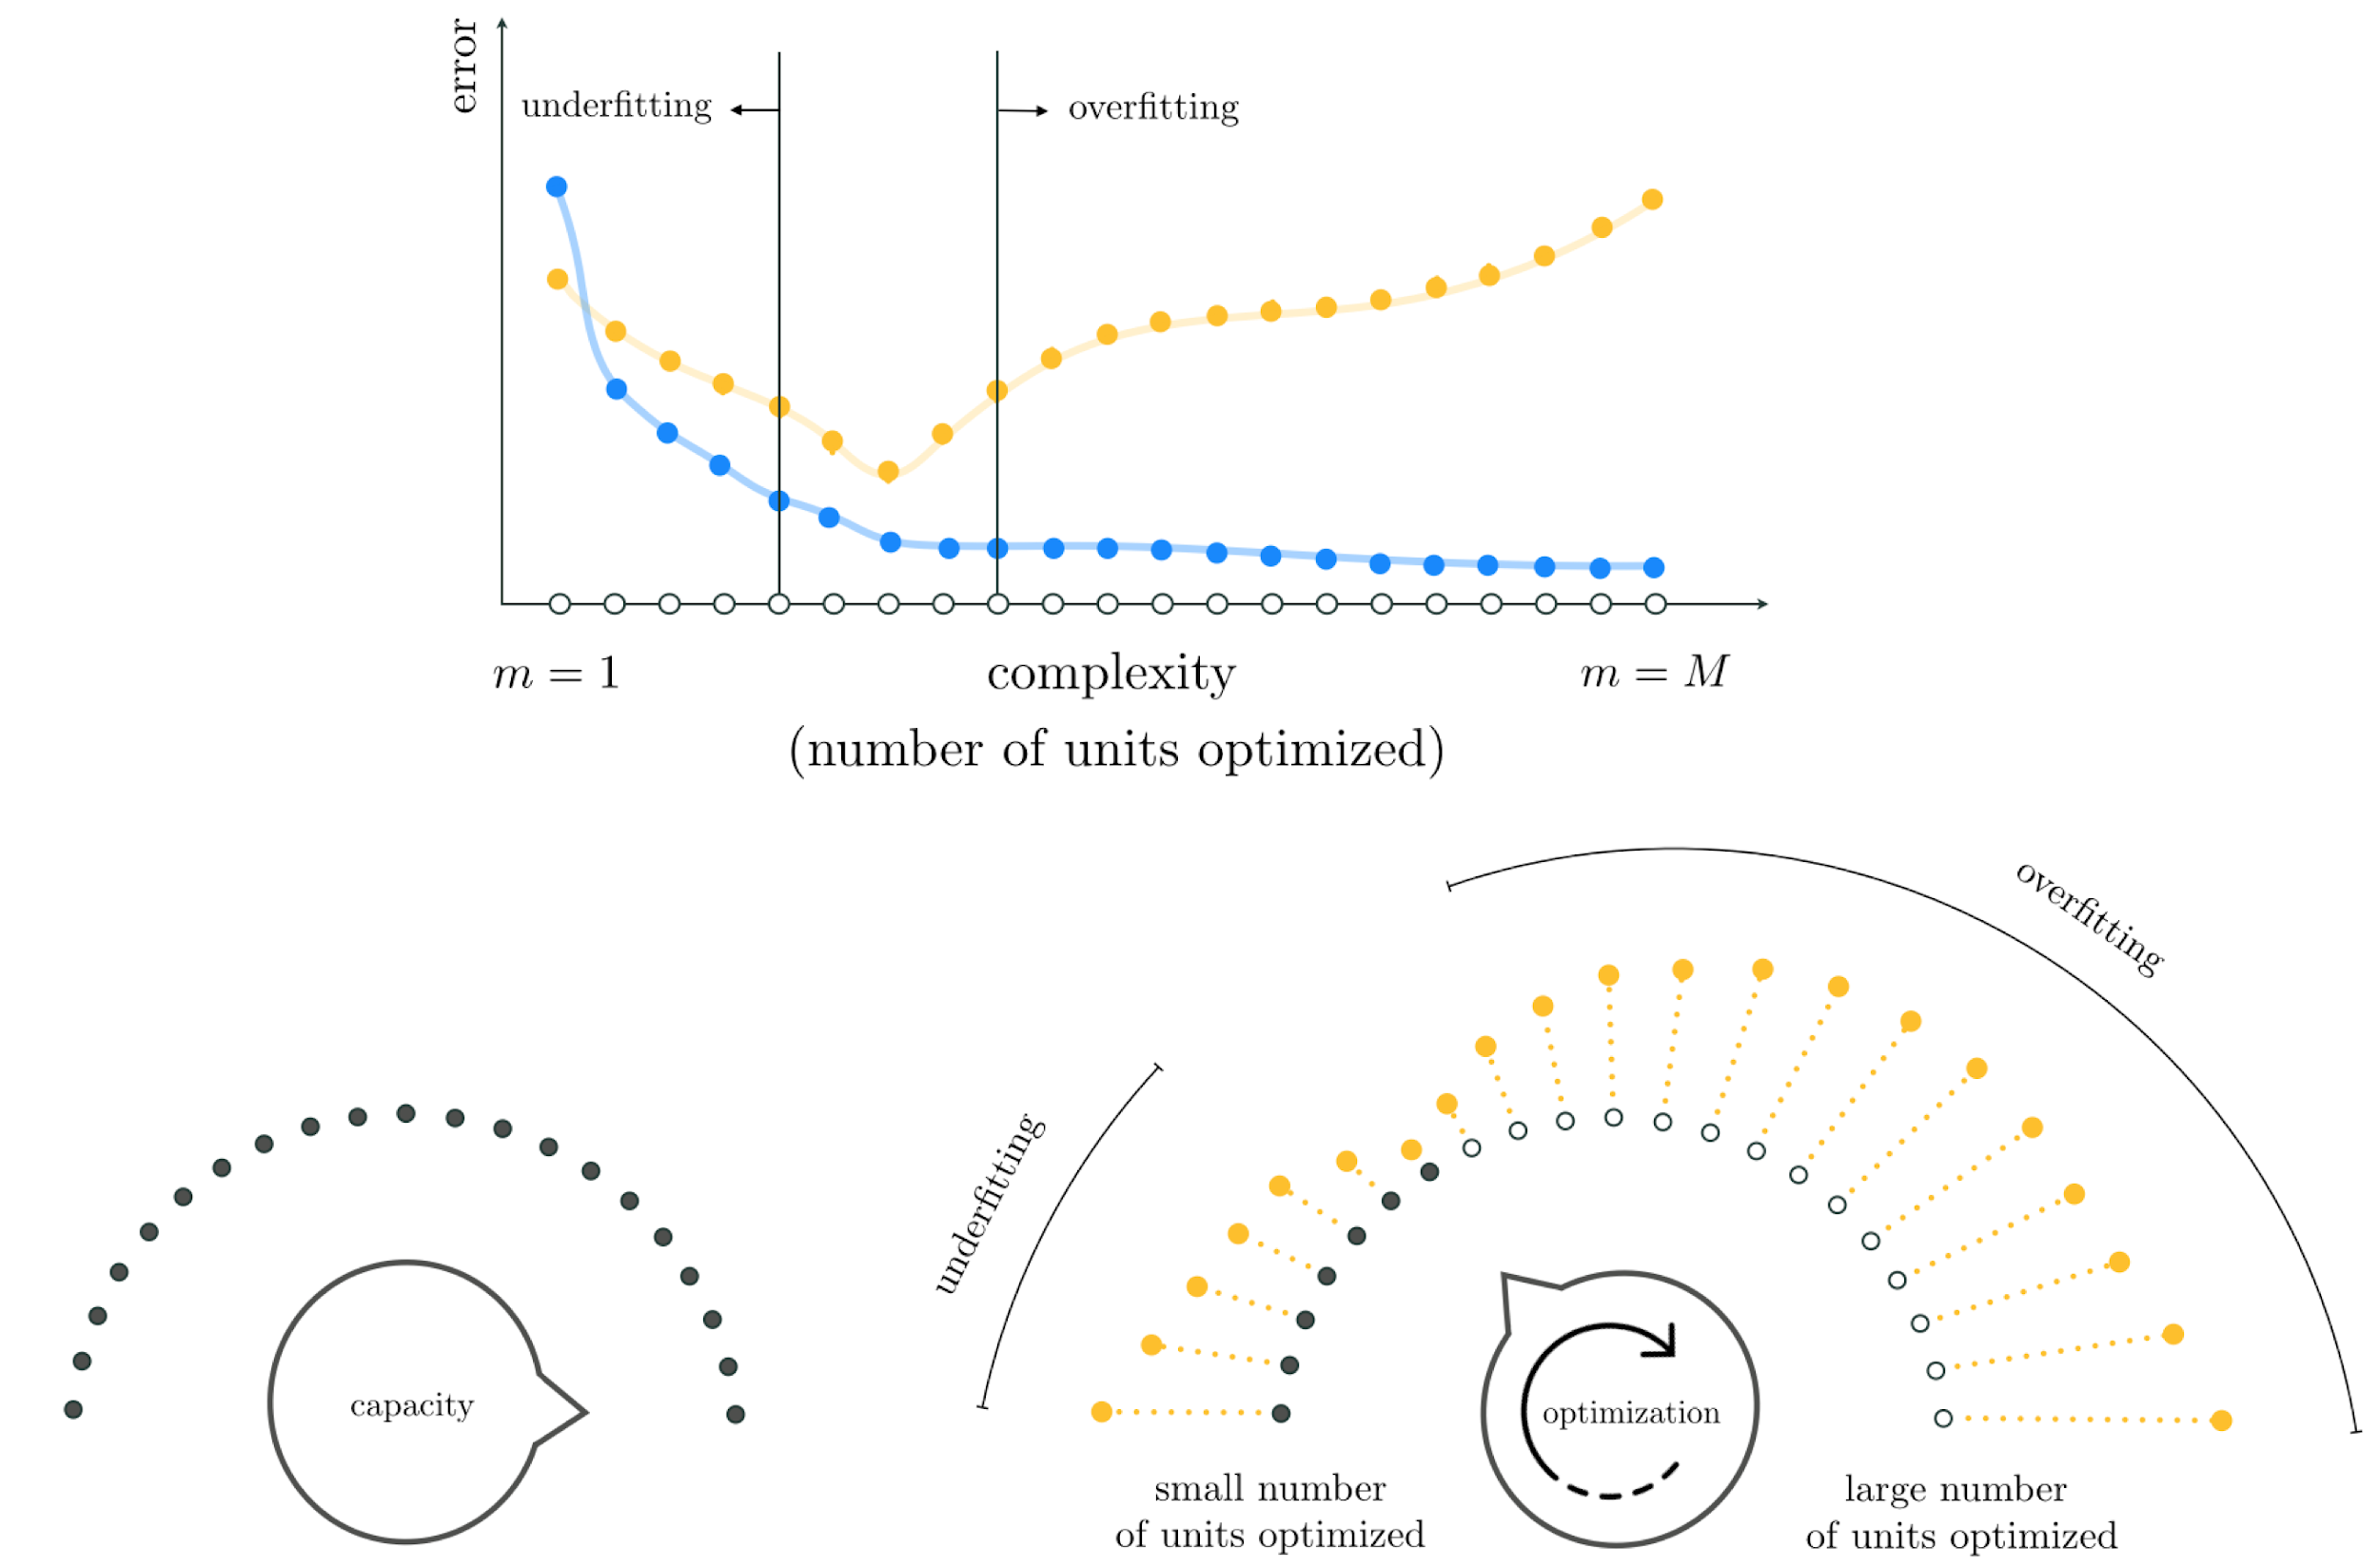 error
underfitting
overfitting
m = 1
complexity
m = M
(number of units optimized)
overfitting
underfitting
capacity
optimization
small number
of units optimized
large number
of units optimized